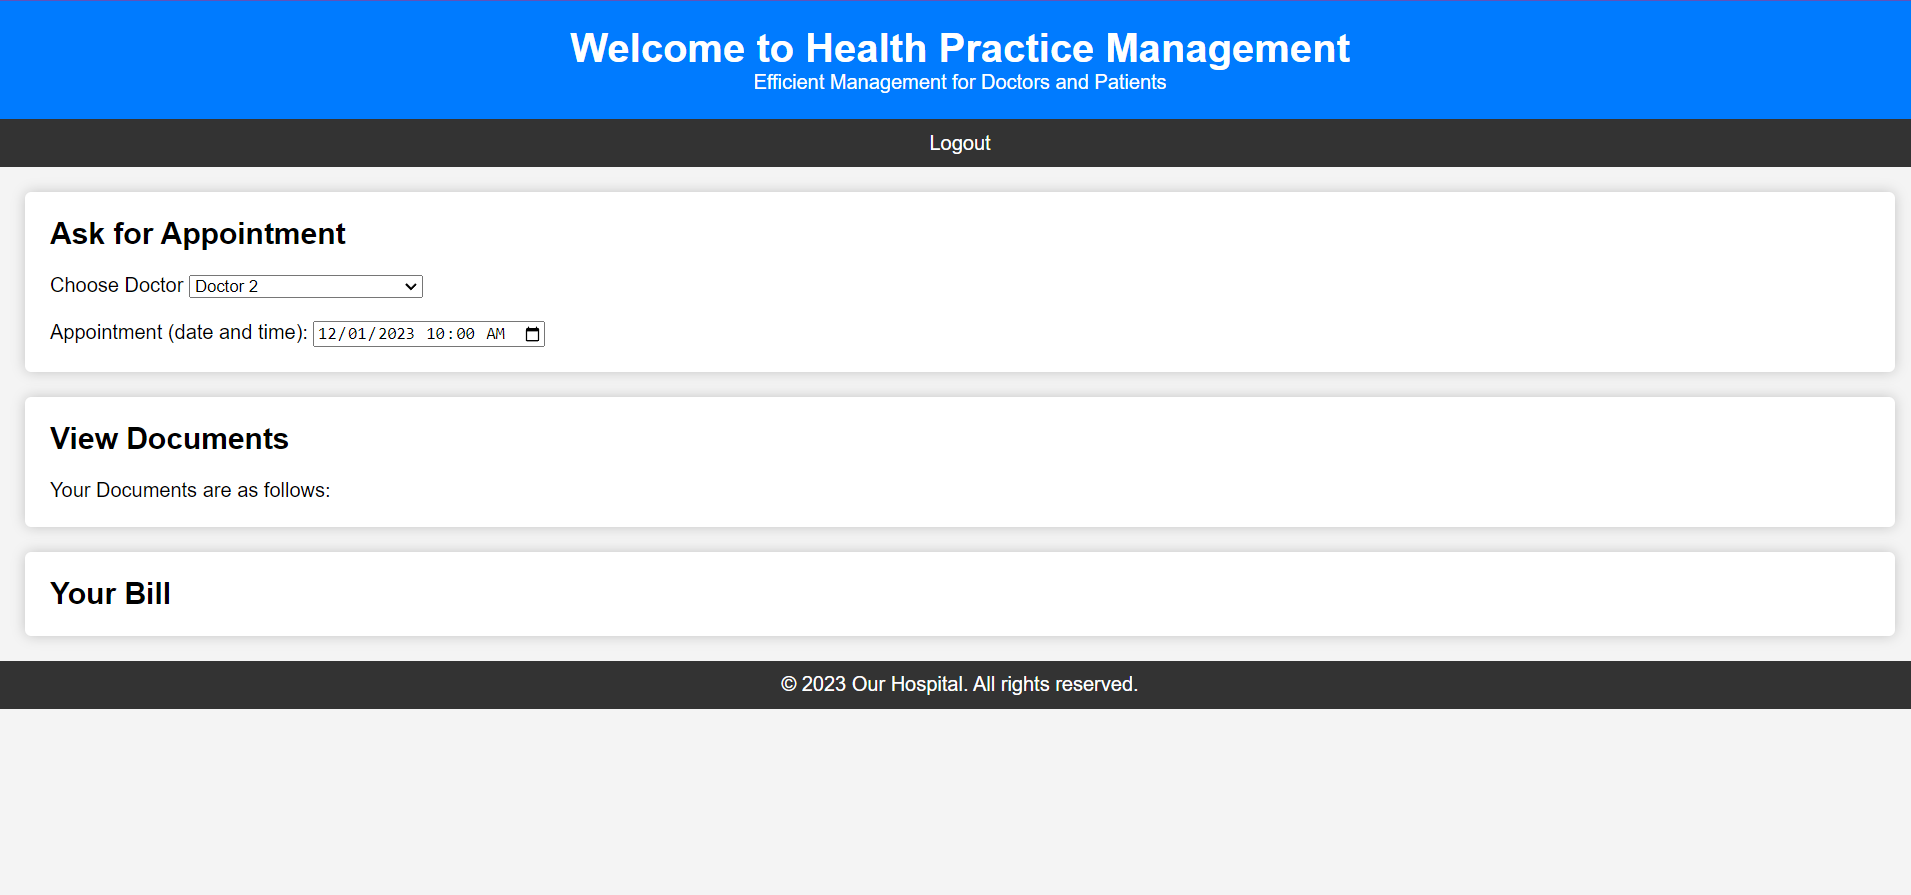 Welcome to Health Practice Management
Efficient Management for Doctors and Patients
Logout
Ask for Appointment
Choose Doctor Doctor 2
Appointment (date and time): 12/01/2023 10:00 AM
View Documents
Your Documents are as follows:
Your Bill
© 2023 Our Hospital. All rights reserved.